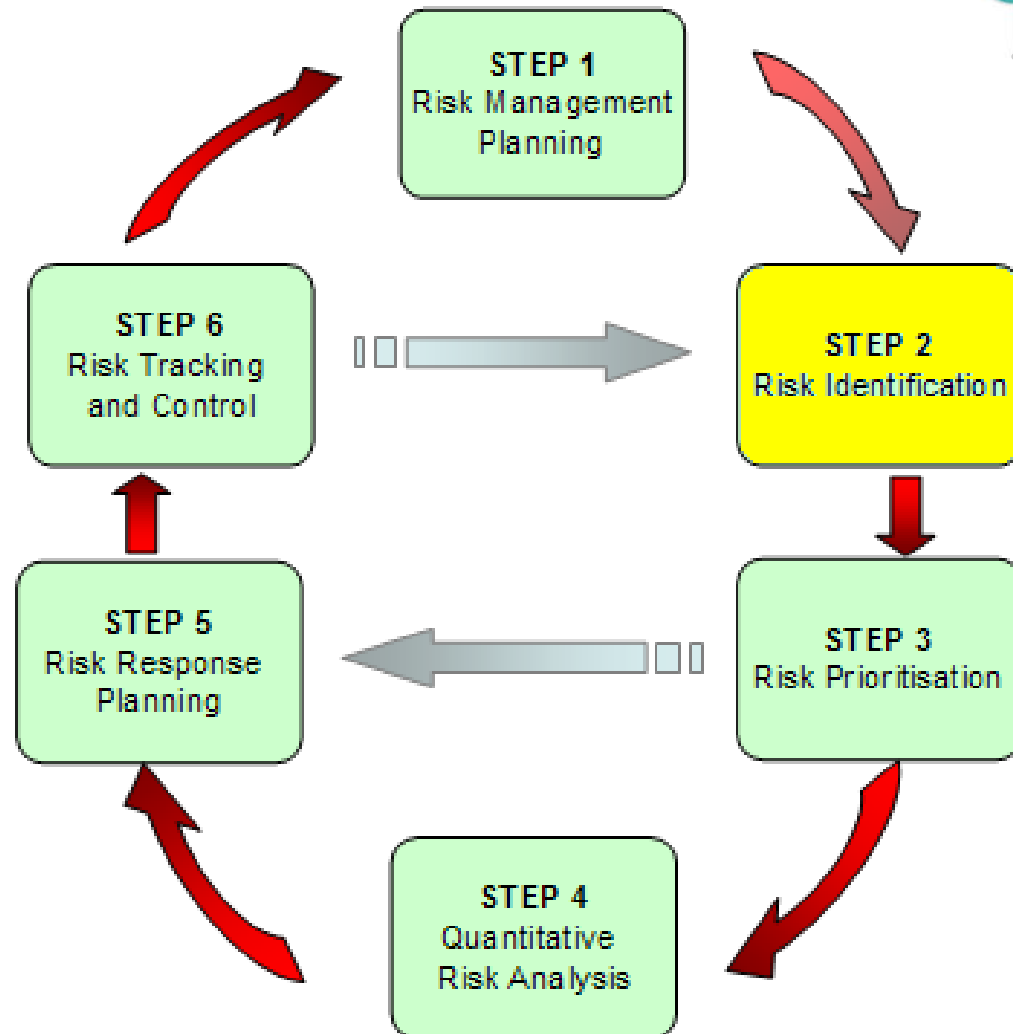 STEP 1
Risk Management
Planning
STEP 2
Risk Identification
STEP 3
Risk Prioritisation
STEP 4
Quantitative
Risk Analysis
STEP 5
Risk Response
Planning
STEP 6
Risk Tracking
and Control